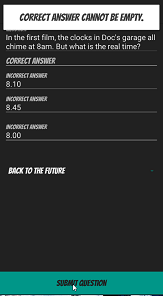 CORRECT ANSWER CANNOT BE EMPTY.
In the first film, the clocks in Doc's garage all
chime at 8am. But what is the real time?
CORRECT ANSWER
INCORRECT ANSWER
8.10
INCORRECT ANSWER
8.45
INCORRECT ANSWER
8.00
BACK TO THE FUTURE
SUBMIT QUESTION